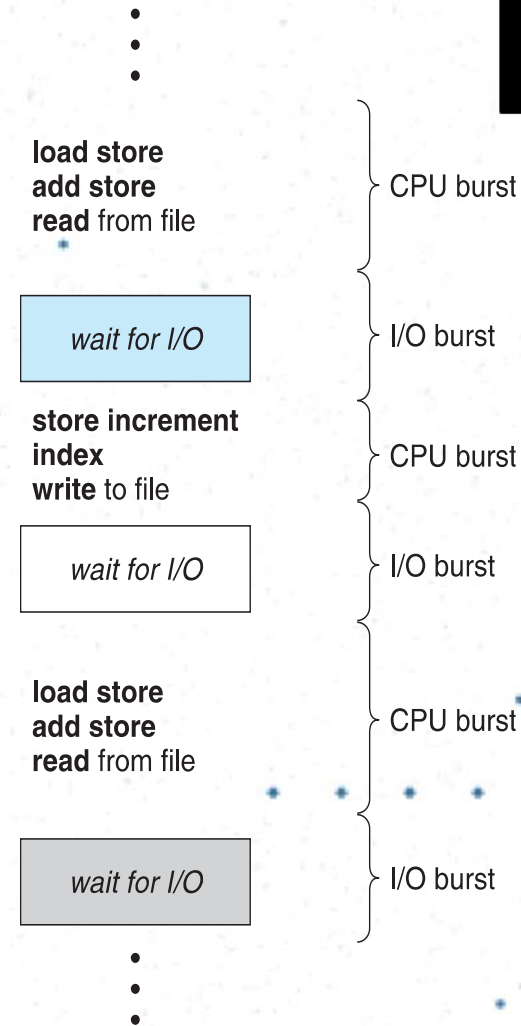 load store
add store
read from file
CPU burst
wait for I/O
I/O burst
store increment
index
write to file
CPU burst
wait for I/O
I/O burst
load store
add store
read from file
CPU burst
wait for I/O
I/O burst